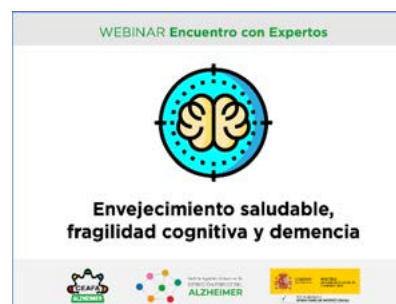 WEBINAR Encuentro con Expertos
Envejecimiento saludable,
fragilidad cognitiva y demencia
CEAFA
ALZHEIMER
ALZHEIMER